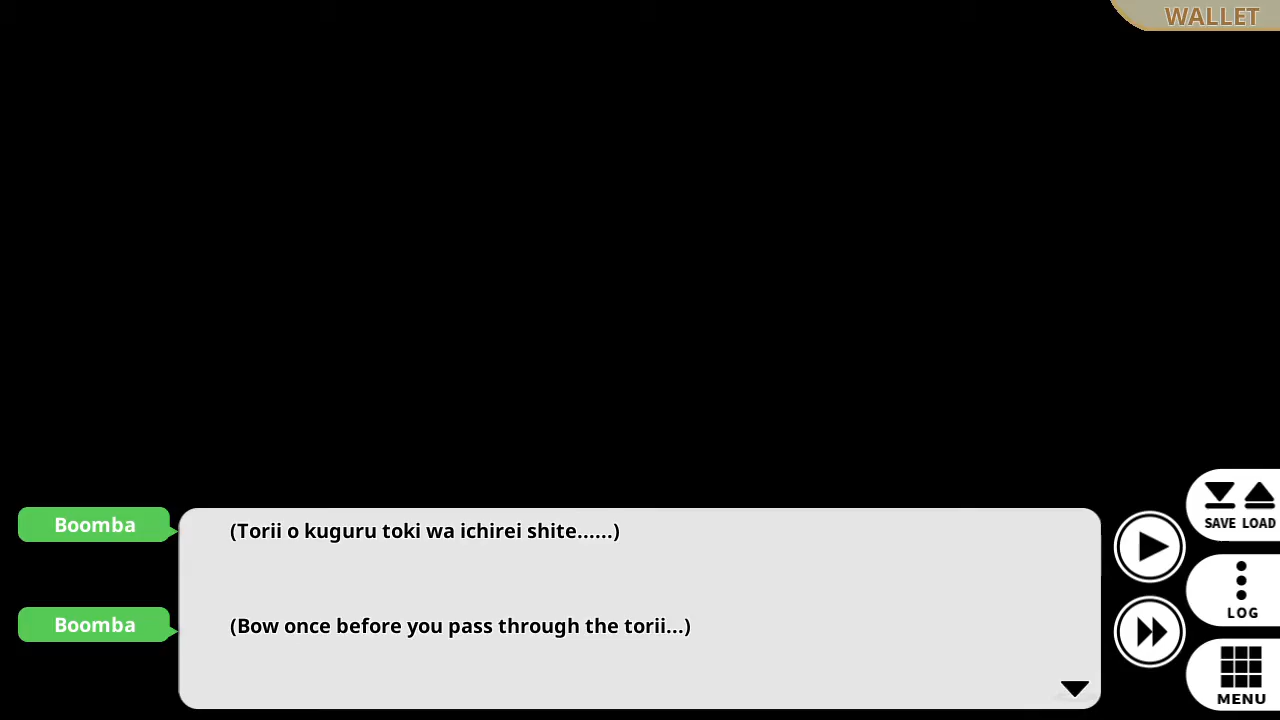 WALLET
Boomba
(Torii o kuguru toki wa ichirei shite......)
Boomba
(Bow once before you pass through the torii...)
SAVE LOAD
LOG
MENU